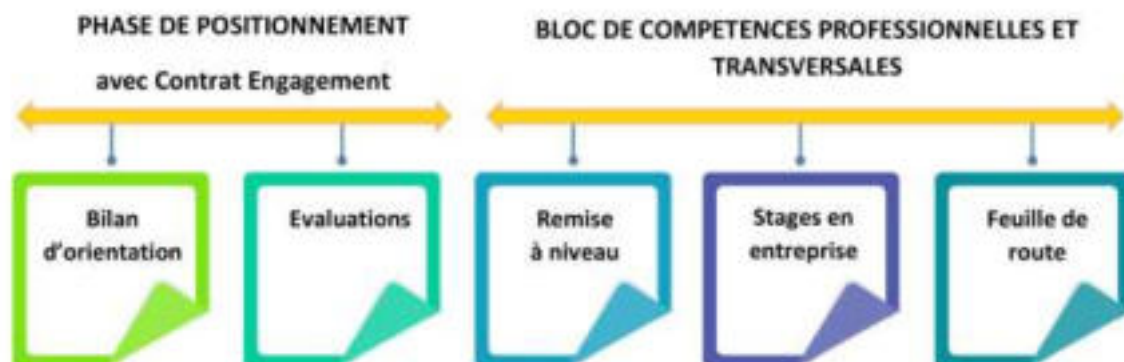 PHASE DE POSITIONNEMENT
avec Contrat Engagement
BLOC DE COMPETENCES PROFESSIONNELLES ET
TRANSVERSALES
Bilan
d'orientation
Evaluations
Remise
à niveau
Stages en
entreprise
Feuille de
route